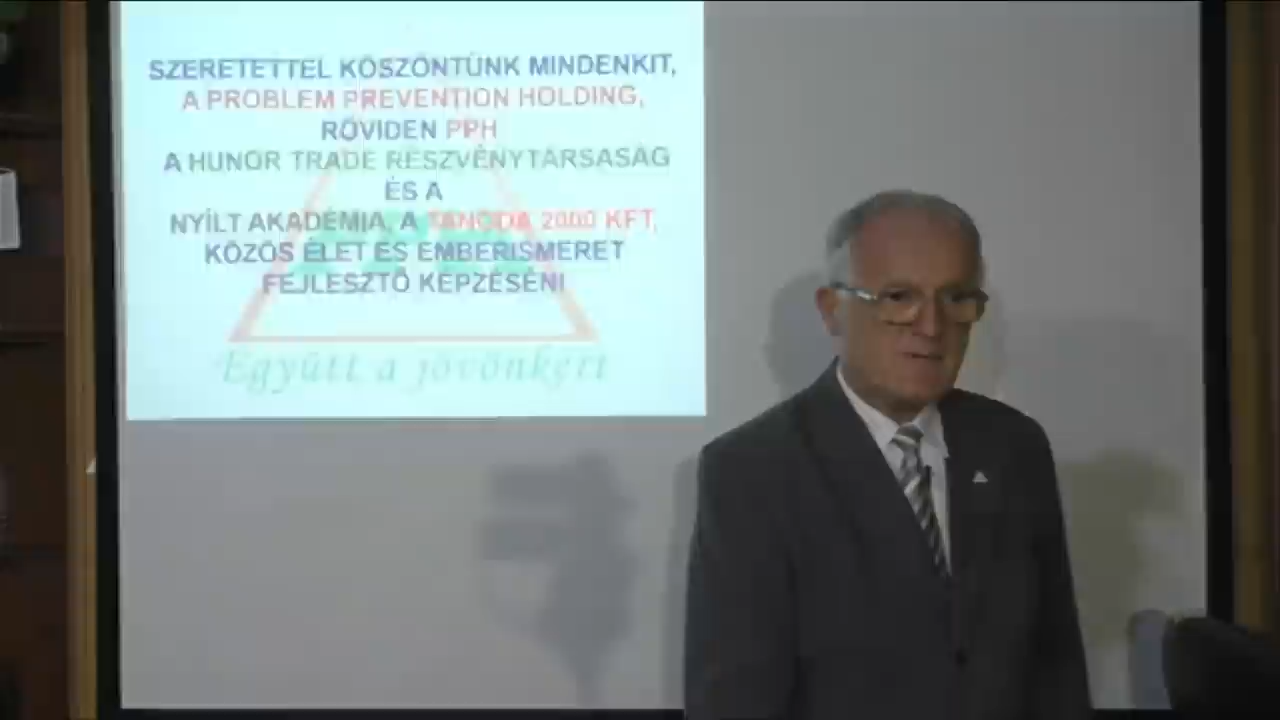 SZERETETTEL KÖSZÖNTÜNK MINDENKIT,
A PROBLEM PREVENTION HOLDING,
RÖVIDEN PPH
A HUNOR TRADE RÉSZVÉNYTÁRSASÁG
ÉS A
NYÍLT AKADÉMIA, A TANODA 2000 KFT,
KÖZÖS ÉLET ÉS EMBERISMERET
FEJLESZTŐ KÉPZÉSÉN!
Együtt a jövőnkért